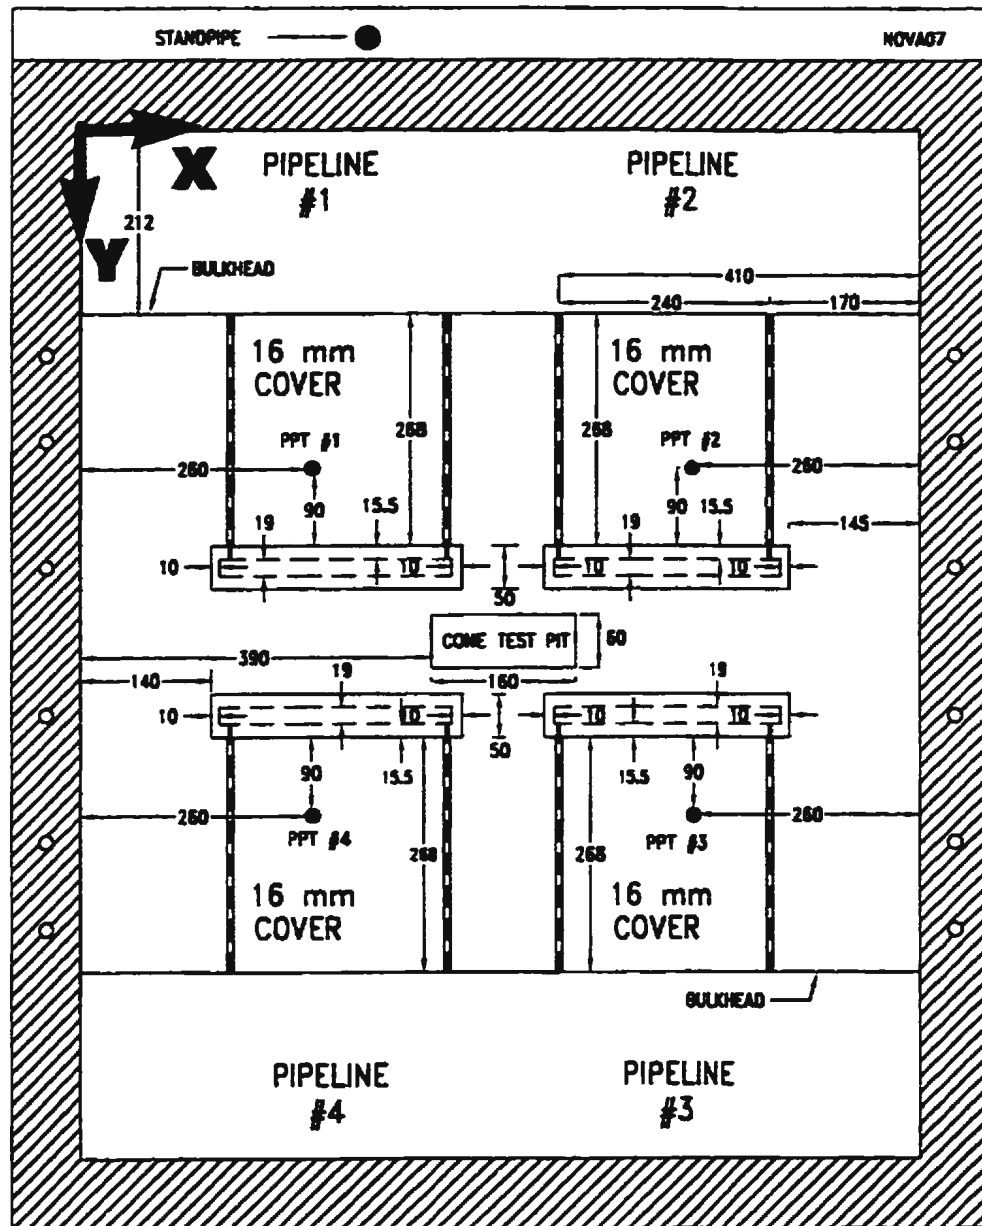 STANDPIPE
NOVA07
X
PIPELINE
#1
PIPELINE
#2
212
Y
BULKHEAD
410
240
170
16 mm
COVER
16 mm
COVER
268
268
PPT #1
PPT #2
260
260
90
90
19
15.5
19
15.5
145
10
10
10
10
50
CONE TEST PIT
60
390
160
140
19
19
10
10
10
10
50
90
15.5
15.5
90
260
260
PPT #4
268
268
PPT #3
16 mm
COVER
16 mm
COVER
BULKHEAD
PIPELINE
#4
PIPELINE
#3